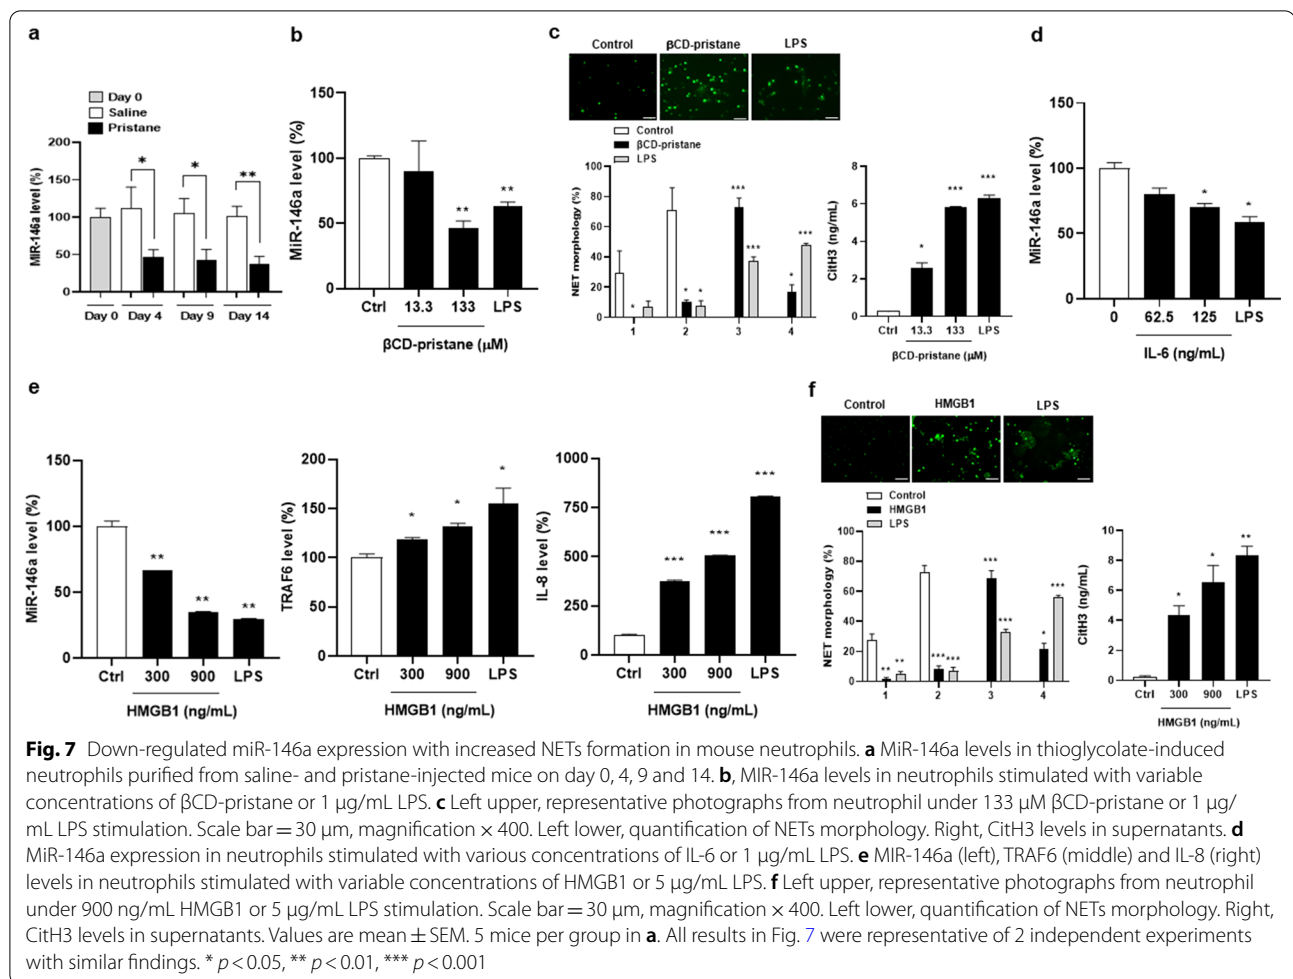 a
Day 0
Saline
Pristane
MiR-146a level (%)
200
150
100
50
0
*
*
**
Day 0 Day 4 Day 9 Day 14
b
MiR-146a level (%)
150
100
50
0
**
**
Ctrl 13.3 133 LPS
βCD-pristane (μM)
c
Control βCD-pristane LPS
Control
βCD-pristane
LPS
NET morphology (%)
100
80
60
40
20
0
* * * *** *** * ***
1 2 3 4
CitH3 (ng/mL)
8
6
4
2
0
* *** ***
Ctrl 13.3 133 LPS
βCD-pristane (μM)
d
MiR-146a level (%)
150
100
50
0
* *
0 62.5 125 LPS
IL-6 (ng/mL)
e
MiR-146a level (%)
150
100
50
0
** ** **
Ctrl 300 900 LPS
HMGB1 (ng/mL)
TRAF6 level (%)
200
150
100
50
0
* * *
Ctrl 300 900 LPS
HMGB1 (ng/mL)
IL-8 level (%)
1000
750
500
250
0
*** *** ***
Ctrl 300 900 LPS
HMGB1 (ng/mL)
f
Control HMGB1 LPS
Control
HMGB1
LPS
NET morphology (%)
100
80
60
40
20
0
** ** *** *** *** *** * ***
1 2 3 4
CitH3 (ng/mL)
10
8
6
4
2
0
* * **
Ctrl 300 900 LPS
HMGB1 (ng/mL)
Fig. 7 Down-regulated miR-146a expression with increased NETs formation in mouse neutrophils. a MiR-146a levels in thioglycolate-induced
neutrophils purified from saline- and pristane-injected mice on day 0, 4, 9 and 14. b, MIR-146a levels in neutrophils stimulated with variable
concentrations of βCD-pristane or 1 μg/mL LPS. c Left upper, representative photographs from neutrophil under 133 μM βCD-pristane or 1 μg/
mL LPS stimulation. Scale bar = 30 μm, magnification × 400. Left lower, quantification of NETs morphology. Right, CitH3 levels in supernatants. d
MiR-146a expression in neutrophils stimulated with various concentrations of IL-6 or 1 μg/mL LPS. e MIR-146a (left), TRAF6 (middle) and IL-8 (right)
levels in neutrophils stimulated with variable concentrations of HMGB1 or 5 μg/mL LPS. f Left upper, representative photographs from neutrophil
under 900 ng/mL HMGB1 or 5 μg/mL LPS stimulation. Scale bar = 30 μm, magnification × 400. Left lower, quantification of NETs morphology. Right,
CitH3 levels in supernatants. Values are mean ± SEM. 5 mice per group in a. All results in Fig. 7 were representative of 2 independent experiments
with similar findings. * p < 0.05, ** p < 0.01, *** p < 0.001